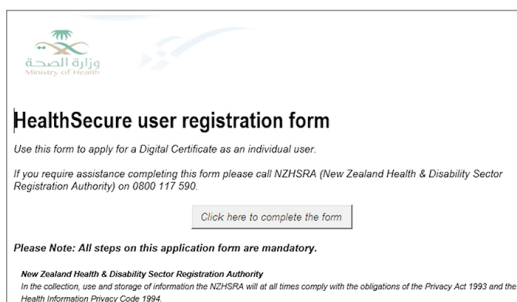 وزارة الصحة
Ministry of Health
HealthSecure user registration form
Use this form to apply for a Digital Certificate as an individual user.
If you require assistance completing this form please call NZHSRA (New Zealand Health & Disability Sector
Registration Authority) on 0800 117 590.
Click here to complete the form
Please Note: All steps on this application form are mandatory.
New Zealand Health & Disability Sector Registration Authority
In the collection, use and storage of information the NZHSRA will at all times comply with the obligations of the Privacy Act 1993 and the
Health Information Privacy Code 1994.